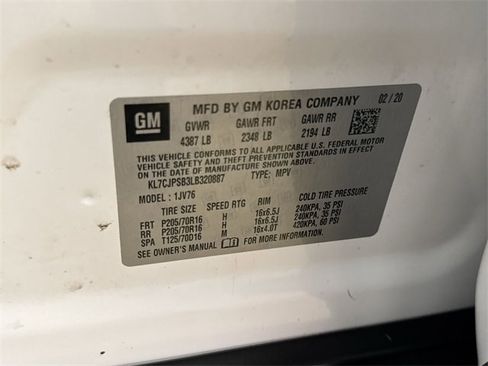 GM
MFD BY GM KOREA COMPANY 02/20
GVWR GAWR FRT GAWR RR
4387 LB 2348 LB 2194 LB
THIS VEHICLE CONFORMS TO ALL APPLICABLE U.S. FEDERAL MOTOR
VEHICLE SAFETY STANDARDS IN EFFECT ON THE DATE OF
MANUFACTURE SHOWN ABOVE.
KL7CJPSB3LB320887 TYPE: MPV
MODEL: 1JV76
TIRE SIZE SPEED RTG RIM COLD TIRE PRESSURE
FRT P205/70R16 H 16x6.5J 240KPA, 35 PSI
RR P205/70R16 H 16x6.5J 240KPA, 35 PSI
SPA T125/70D16 M 16x4.0T 420KPA, 60 PSI
SEE OWNER'S MANUAL FOR MORE INFORMATION.